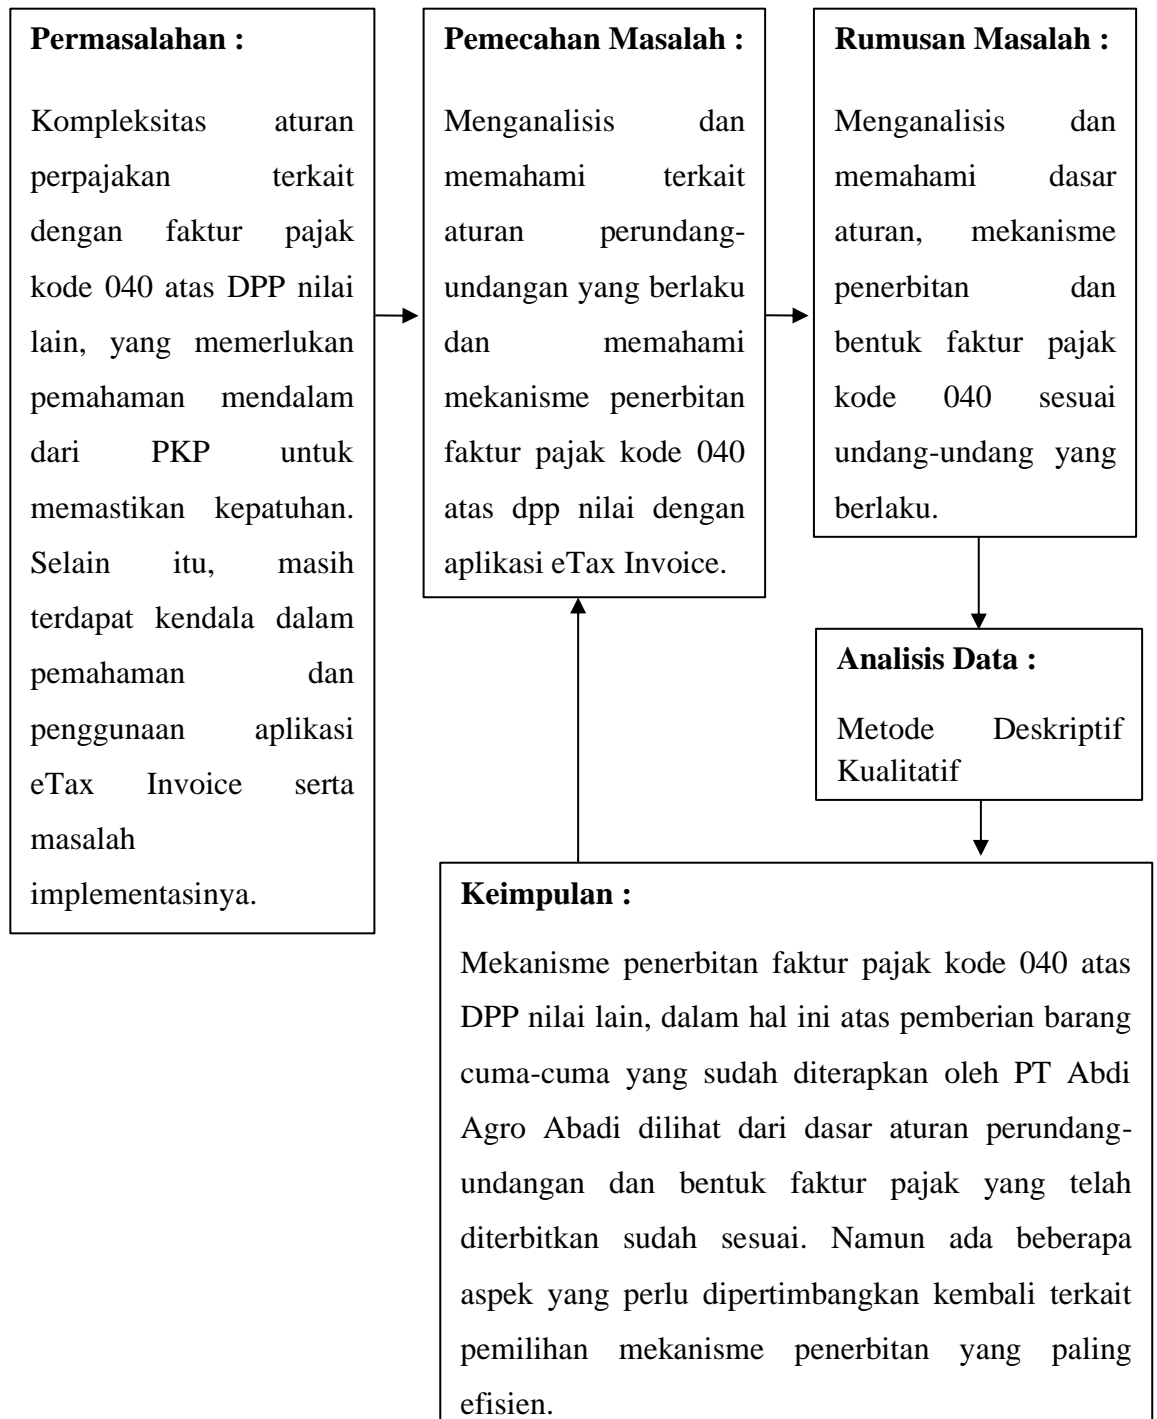 Permasalahan :
Kompleksitas aturan
perpajakan terkait
dengan faktur pajak
kode 040 atas DPP nilai
lain, yang memerlukan
pemahaman mendalam
dari PKP untuk
memastikan kepatuhan.
Selain itu, masih
terdapat kendala dalam
pemahaman dan
penggunaan aplikasi
eTax Invoice serta
masalah
implementasinya.
Pemecahan Masalah :
Menganalisis dan
memahami terkait
aturan perundang-
undangan yang berlaku
dan memahami
mekanisme penerbitan
faktur pajak kode 040
atas dpp nilai dengan
aplikasi eTax Invoice.
Rumusan Masalah :
Menganalisis dan
memahami dasar
aturan, mekanisme
penerbitan dan
bentuk faktur pajak
kode 040 sesuai
undang-undang yang
berlaku.
Analisis Data :
Metode Deskriptif
Kualitatif
Keimpulan :
Mekanisme penerbitan faktur pajak kode 040 atas
DPP nilai lain, dalam hal ini atas pemberian barang
cuma-cuma yang sudah diterapkan oleh PT Abdi
Agro Abadi dilihat dari dasar aturan perundang-
undangan dan bentuk faktur pajak yang telah
diterbitkan sudah sesuai. Namun ada beberapa
aspek yang perlu dipertimbangkan kembali terkait
pemilihan mekanisme penerbitan yang paling
efisien.